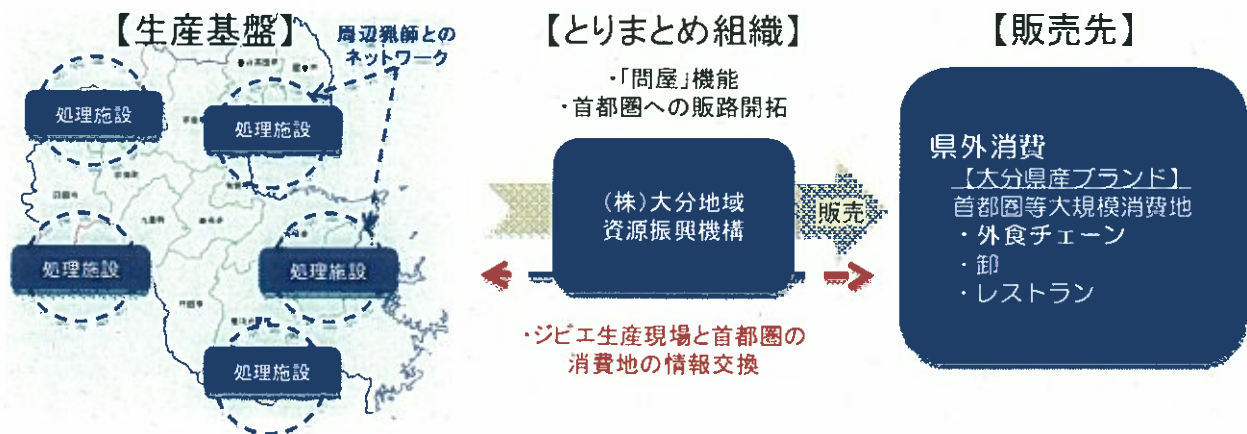 【生産基盤】
周辺猟師との
ネットワーク
処理施設
処理施設
処理施設
処理施設
処理施設
【とりまとめ組織】
・「問屋」機能
・首都圏への販路開拓
(株)大分地域
資源振興機構
販売
・ジビエ生産現場と首都圏の
消費地の情報交換
【販売先】
県外消費
【大分県産ブランド】
首都圏等大規模消費地
・外食チェーン
・卸
・レストラン